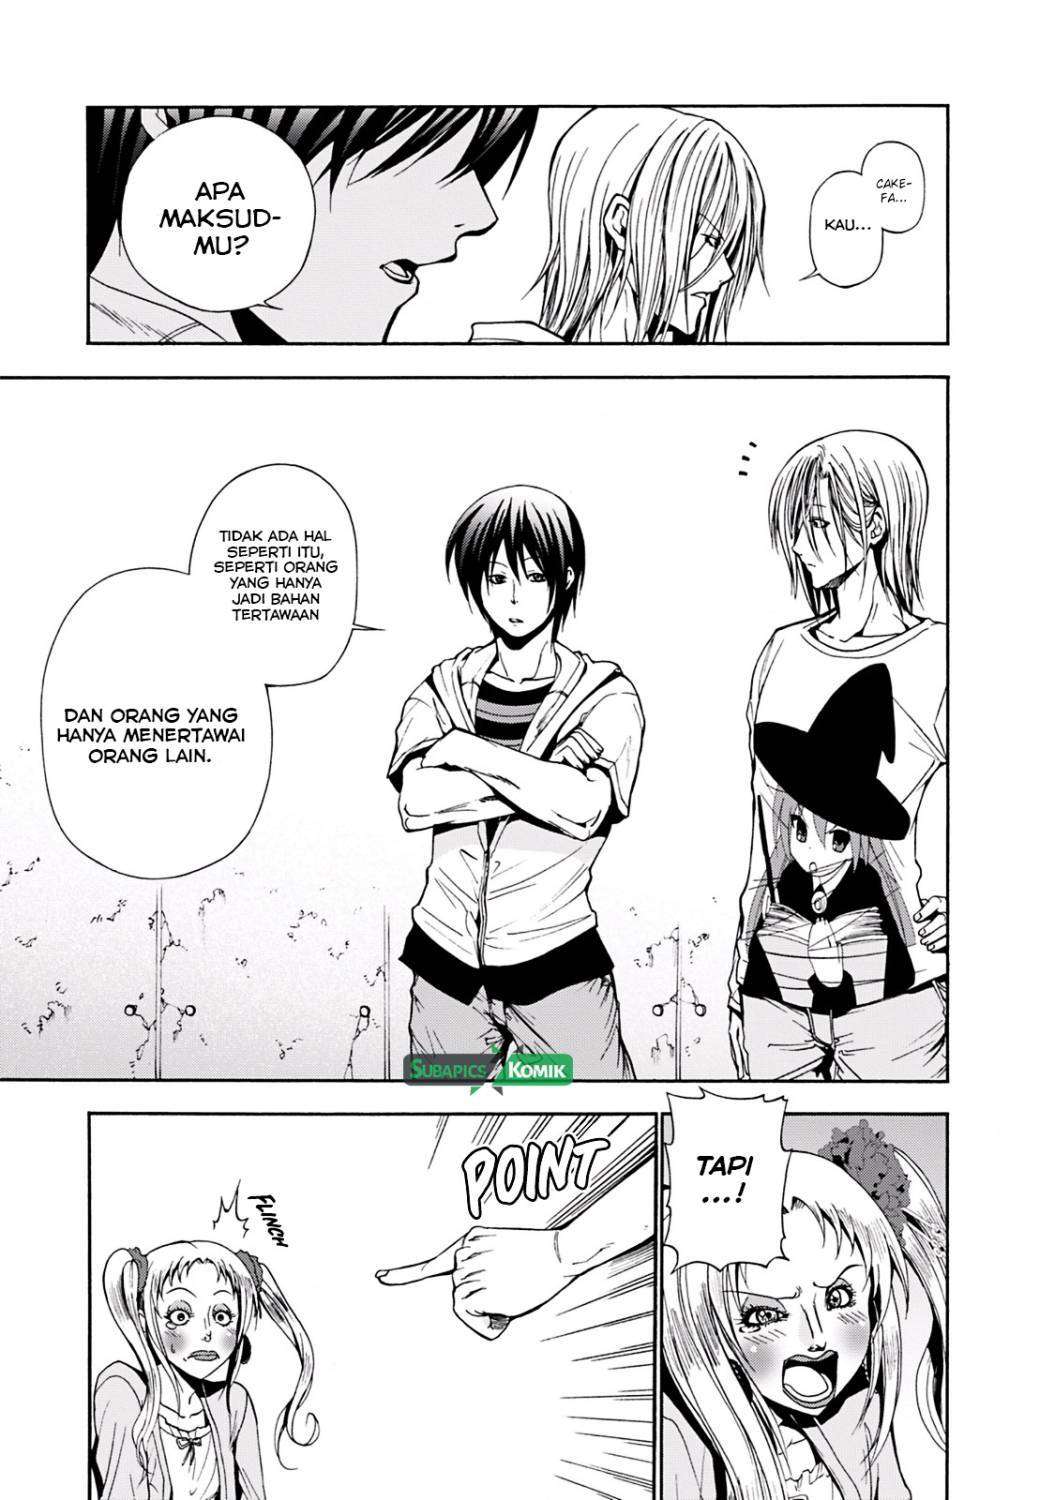 CAKE-
FA...
KAU...
APA
MAKSUD-
MU?
TIDAK ADA HAL
SEPERTI ITU,
SEPERTI ORANG
YANG HANYA
JADI BAHAN
TERTAWAAN
DAN ORANG YANG
HANYA MENERTAWAI
ORANG LAIN.
SUBAPICS KOMIK
TAPI
...!
POINT
FLINCH